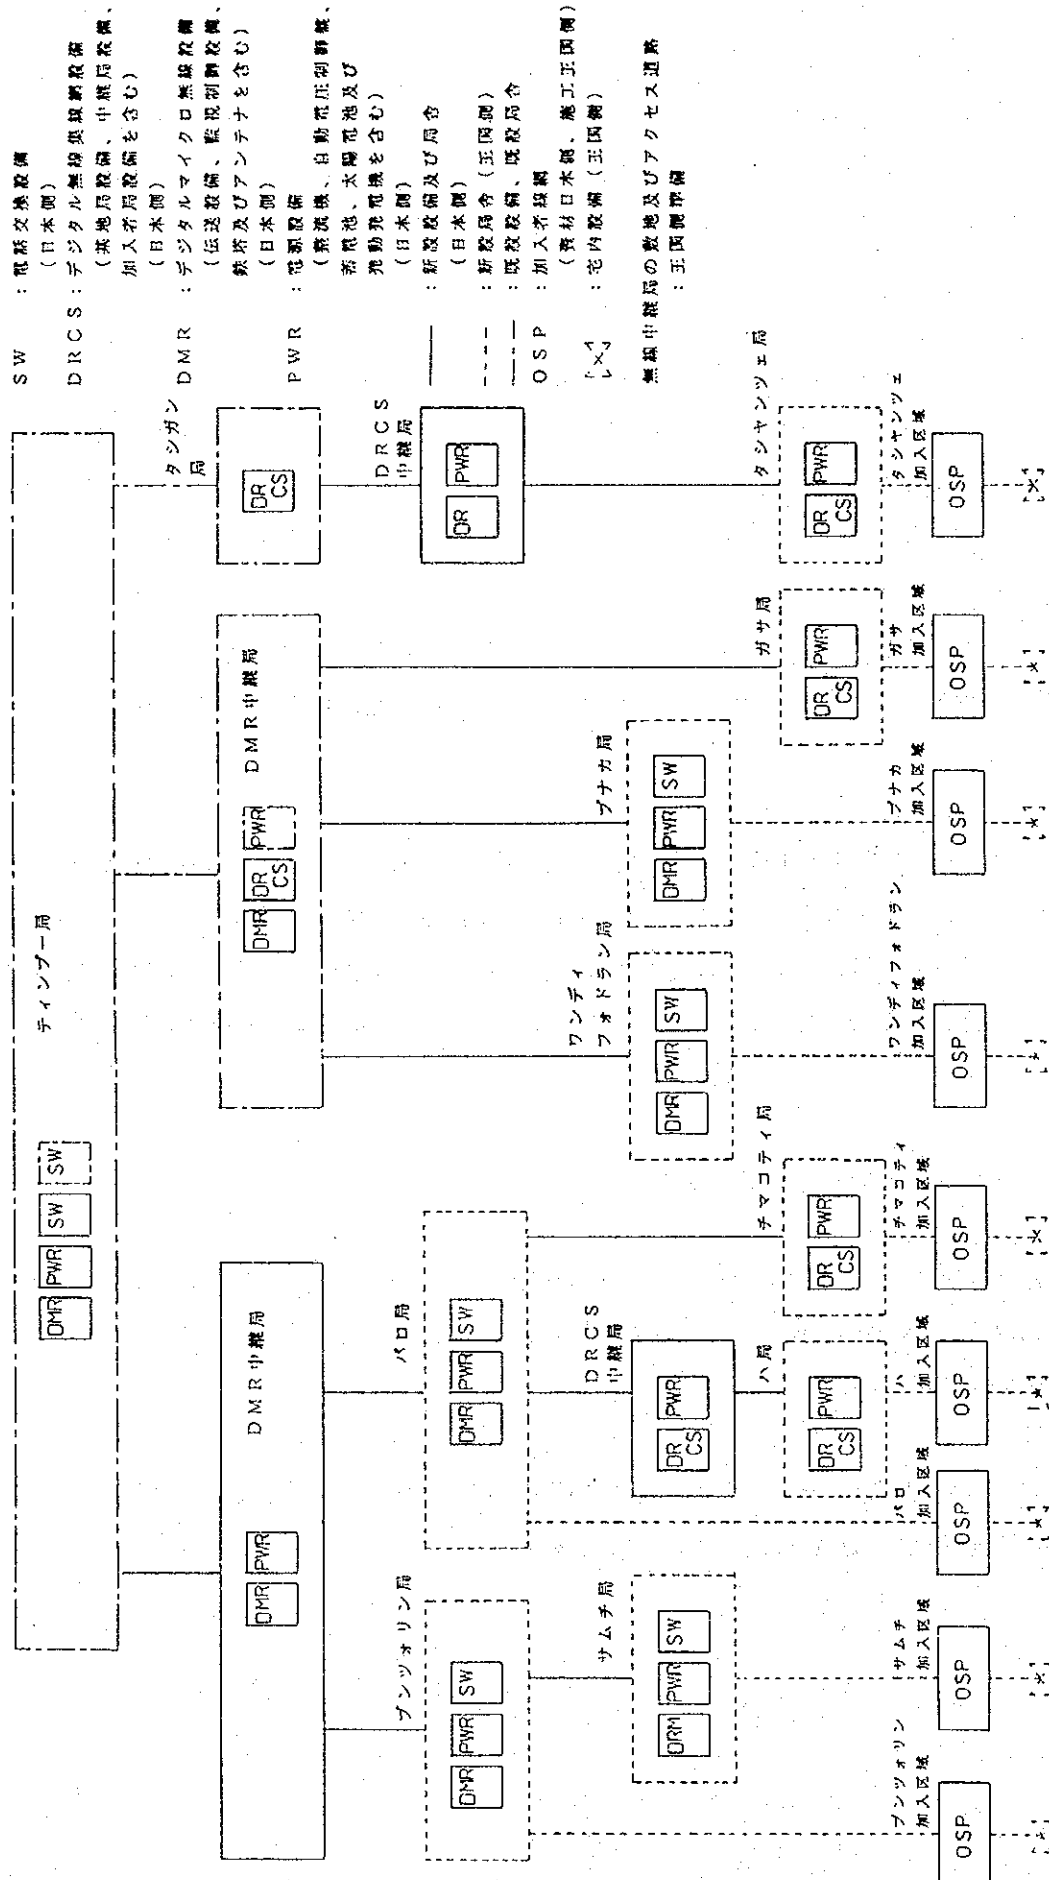 ティンプー局
DMR PWR SW SW
DMR中継局
DMR PWR
DMR中継局
DMR DR CS PWR
タシガン局
DR CS
プンツォリン局
DMR PWR SW
パロ局
DMR PWR SW
DRCS
中継局
DR PWR
サムチ局
DRM PWR SW
DRCS
中継局
DR CS PWR
ワンディ
フォドラン局
DMR PWR SW
プナカ局
DMR PWR SW
ハ局
DR CS PWR
チマコティ局
DR CS PWR
ガサ局
DR CS PWR
タシヤンツェ局
DR CS PWR
プンツォリン
加入区域
OSP
[*]
サムチ
加入区域
OSP
[*]
パロ
加入区域
OSP
[*]
ハ
加入区域
OSP
[*]
チマコティ
加入区域
OSP
[*]
ワンディフォドラン
加入区域
OSP
[*]
プナカ
加入区域
OSP
[*]
ガサ
加入区域
OSP
[*]
タシヤンツェ
加入区域
OSP
[*]
SW :電話交換設備
(日本側)
DRCS:デジタル無線集線網設備
(基地局設備、中継局設備、
加入者局設備を含む)
(日本側)
DMR :デジタルマイクロ無線設備
(伝送設備、監視制御設備、
鉄塔及びアンテナを含む)
(日本側)
PWR :電源設備
(整流機、自動電圧制御機、
蓄電池、太陽電池及び
発動発電機を含む)
(日本側)
:新設設備及び局舎
(日本側)
:新設局舎(王国側)
:既設設備、既設局舎
OSP :加入者線網
(資材日本側、施工王国側)
[*] :宅内設備(王国側)
無線中継局の敷地及びアクセス道路
:王国側準備